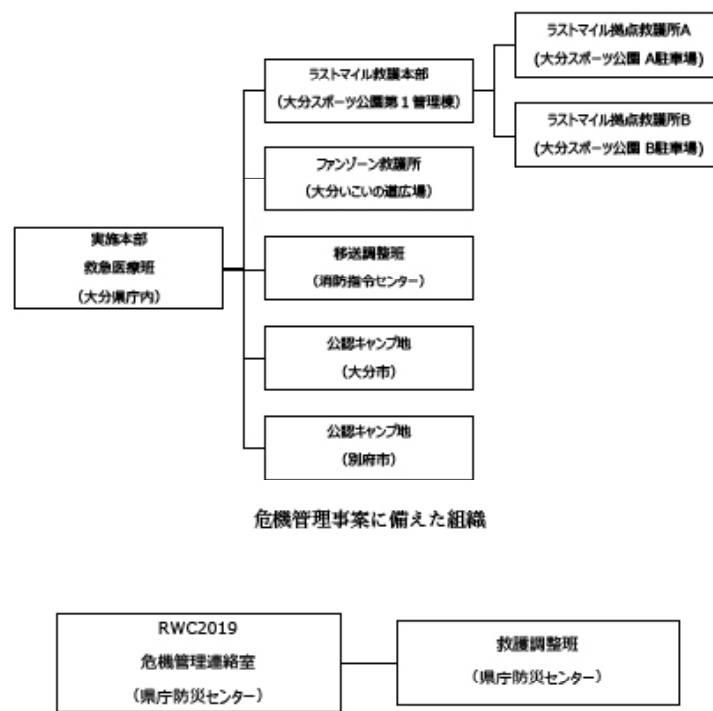 ラストマイル拠点救護所A
(大分スポーツ公園 A駐車場)
ラストマイル救護本部
(大分スポーツ公園第1管理棟)
ラストマイル拠点救護所B
(大分スポーツ公園 B駐車場)
ファンゾーン救護所
(大分いこいの道広場)
実施本部
救急医療班
(大分県庁内)
移送調整班
(消防指令センター)
公認キャンプ地
(大分市)
公認キャンプ地
(別府市)
危機管理事案に備えた組織
RWC2019
危機管理連絡室
(県庁防災センター)
救護調整班
(県庁防災センター)